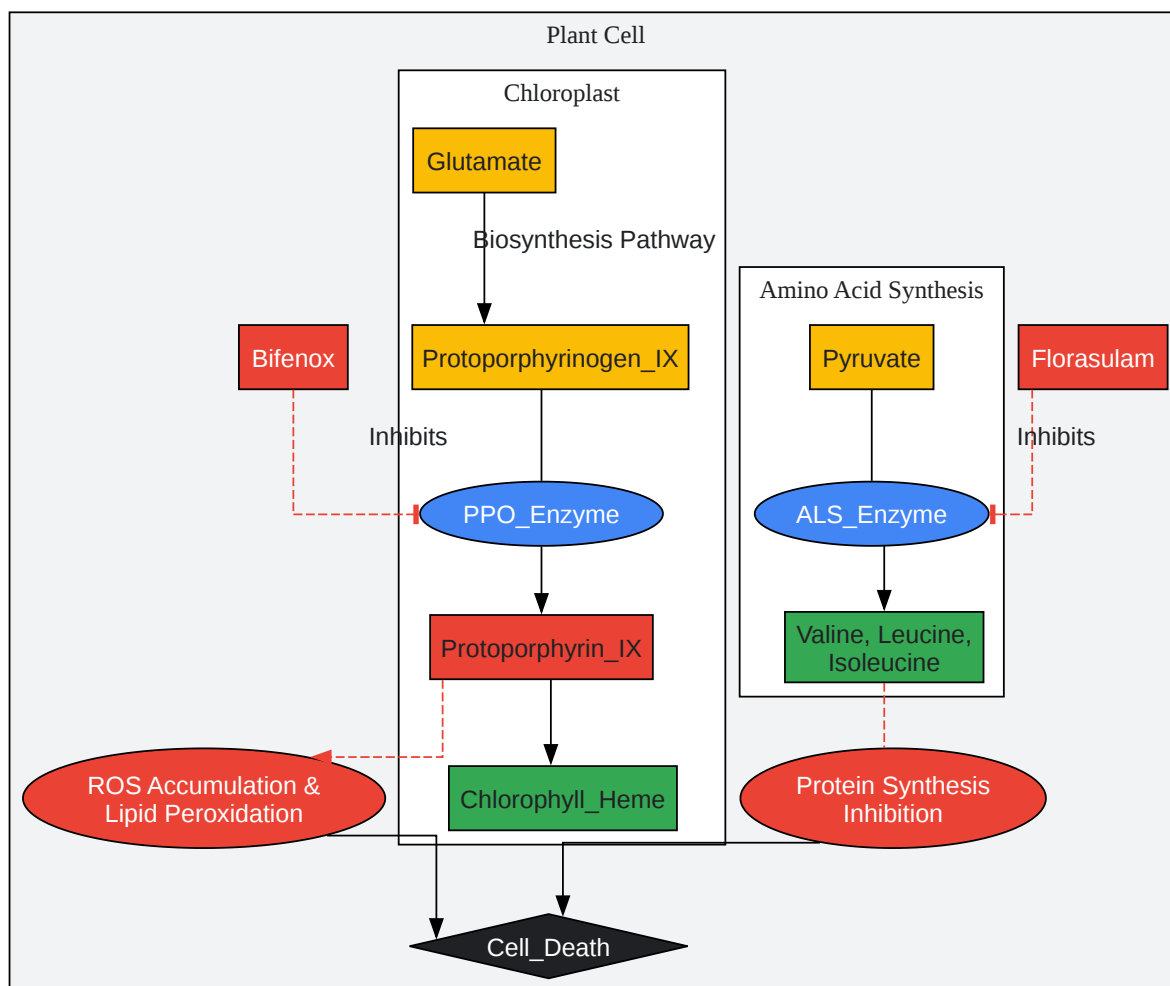 Plant Cell
Chloroplast
Glutamate
Biosynthesis Pathway
Amino Acid Synthesis
Bifenox
Protoporphyrinogen_IX
Pyruvate
Florasulam
Inhibits
Inhibits
PPO_Enzyme
ALS_Enzyme
Protoporphyrin_IX
Valine, Leucine,
Isoleucine
ROS Accumulation &
Lipid Peroxidation
Chlorophyll_Heme
Protein Synthesis
Inhibition
Cell_Death